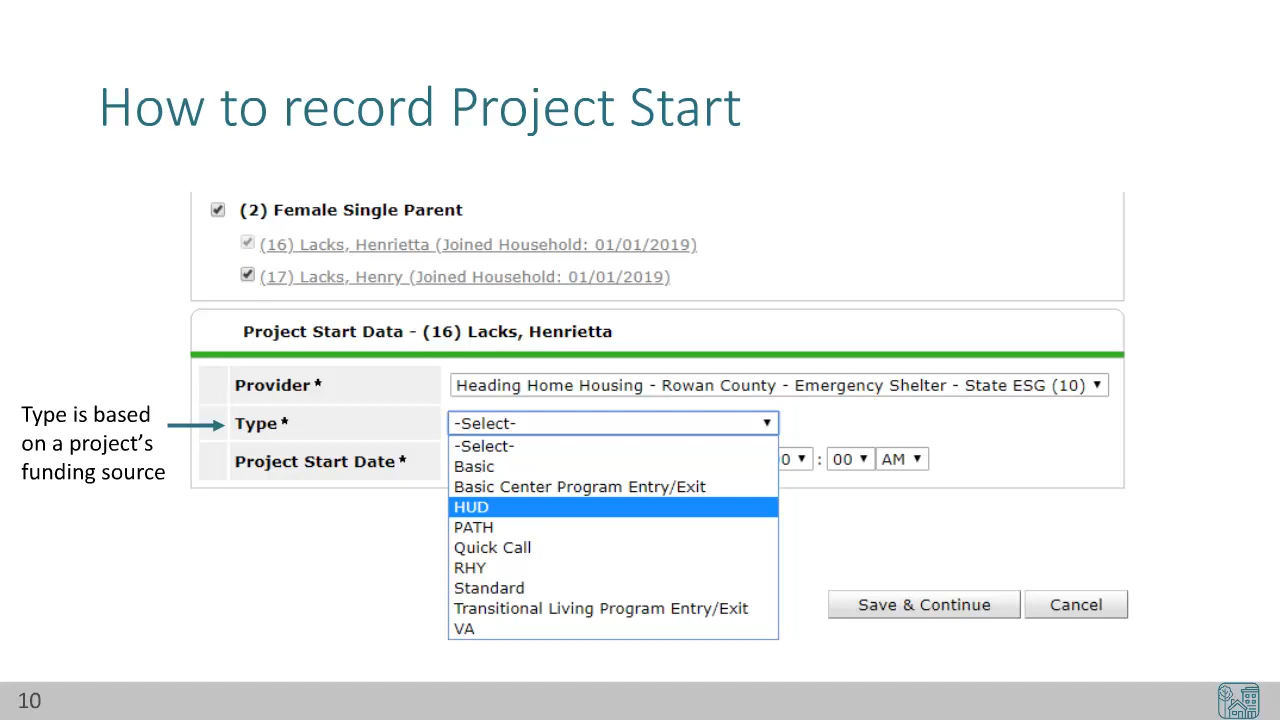 How to record Project Start
(2) Female Single Parent
(16) Lacks, Henrietta (Joined Household: 01/01/2019)
(17) Lacks, Henry (Joined Household: 01/01/2019)
Project Start Data - (16) Lacks, Henrietta
Provider* Heading Home Housing - Rowan County - Emergency Shelter - State ESG (10)
Type is based
on a project's
funding source
Type* -Select-
Project Start Date* 0 : 00 AM
-Select-
Basic
Basic Center Program Entry/Exit
HUD
PATH
Quick Call
RHY
Standard
Transitional Living Program Entry/Exit
VA
Save & Continue Cancel
10